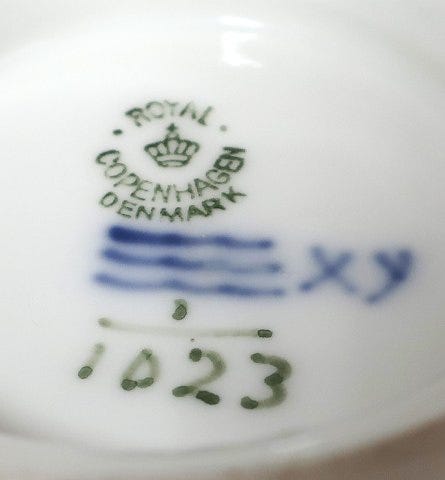 ROYAL
COPENHAGEN
DENMARK
XY
1
1023